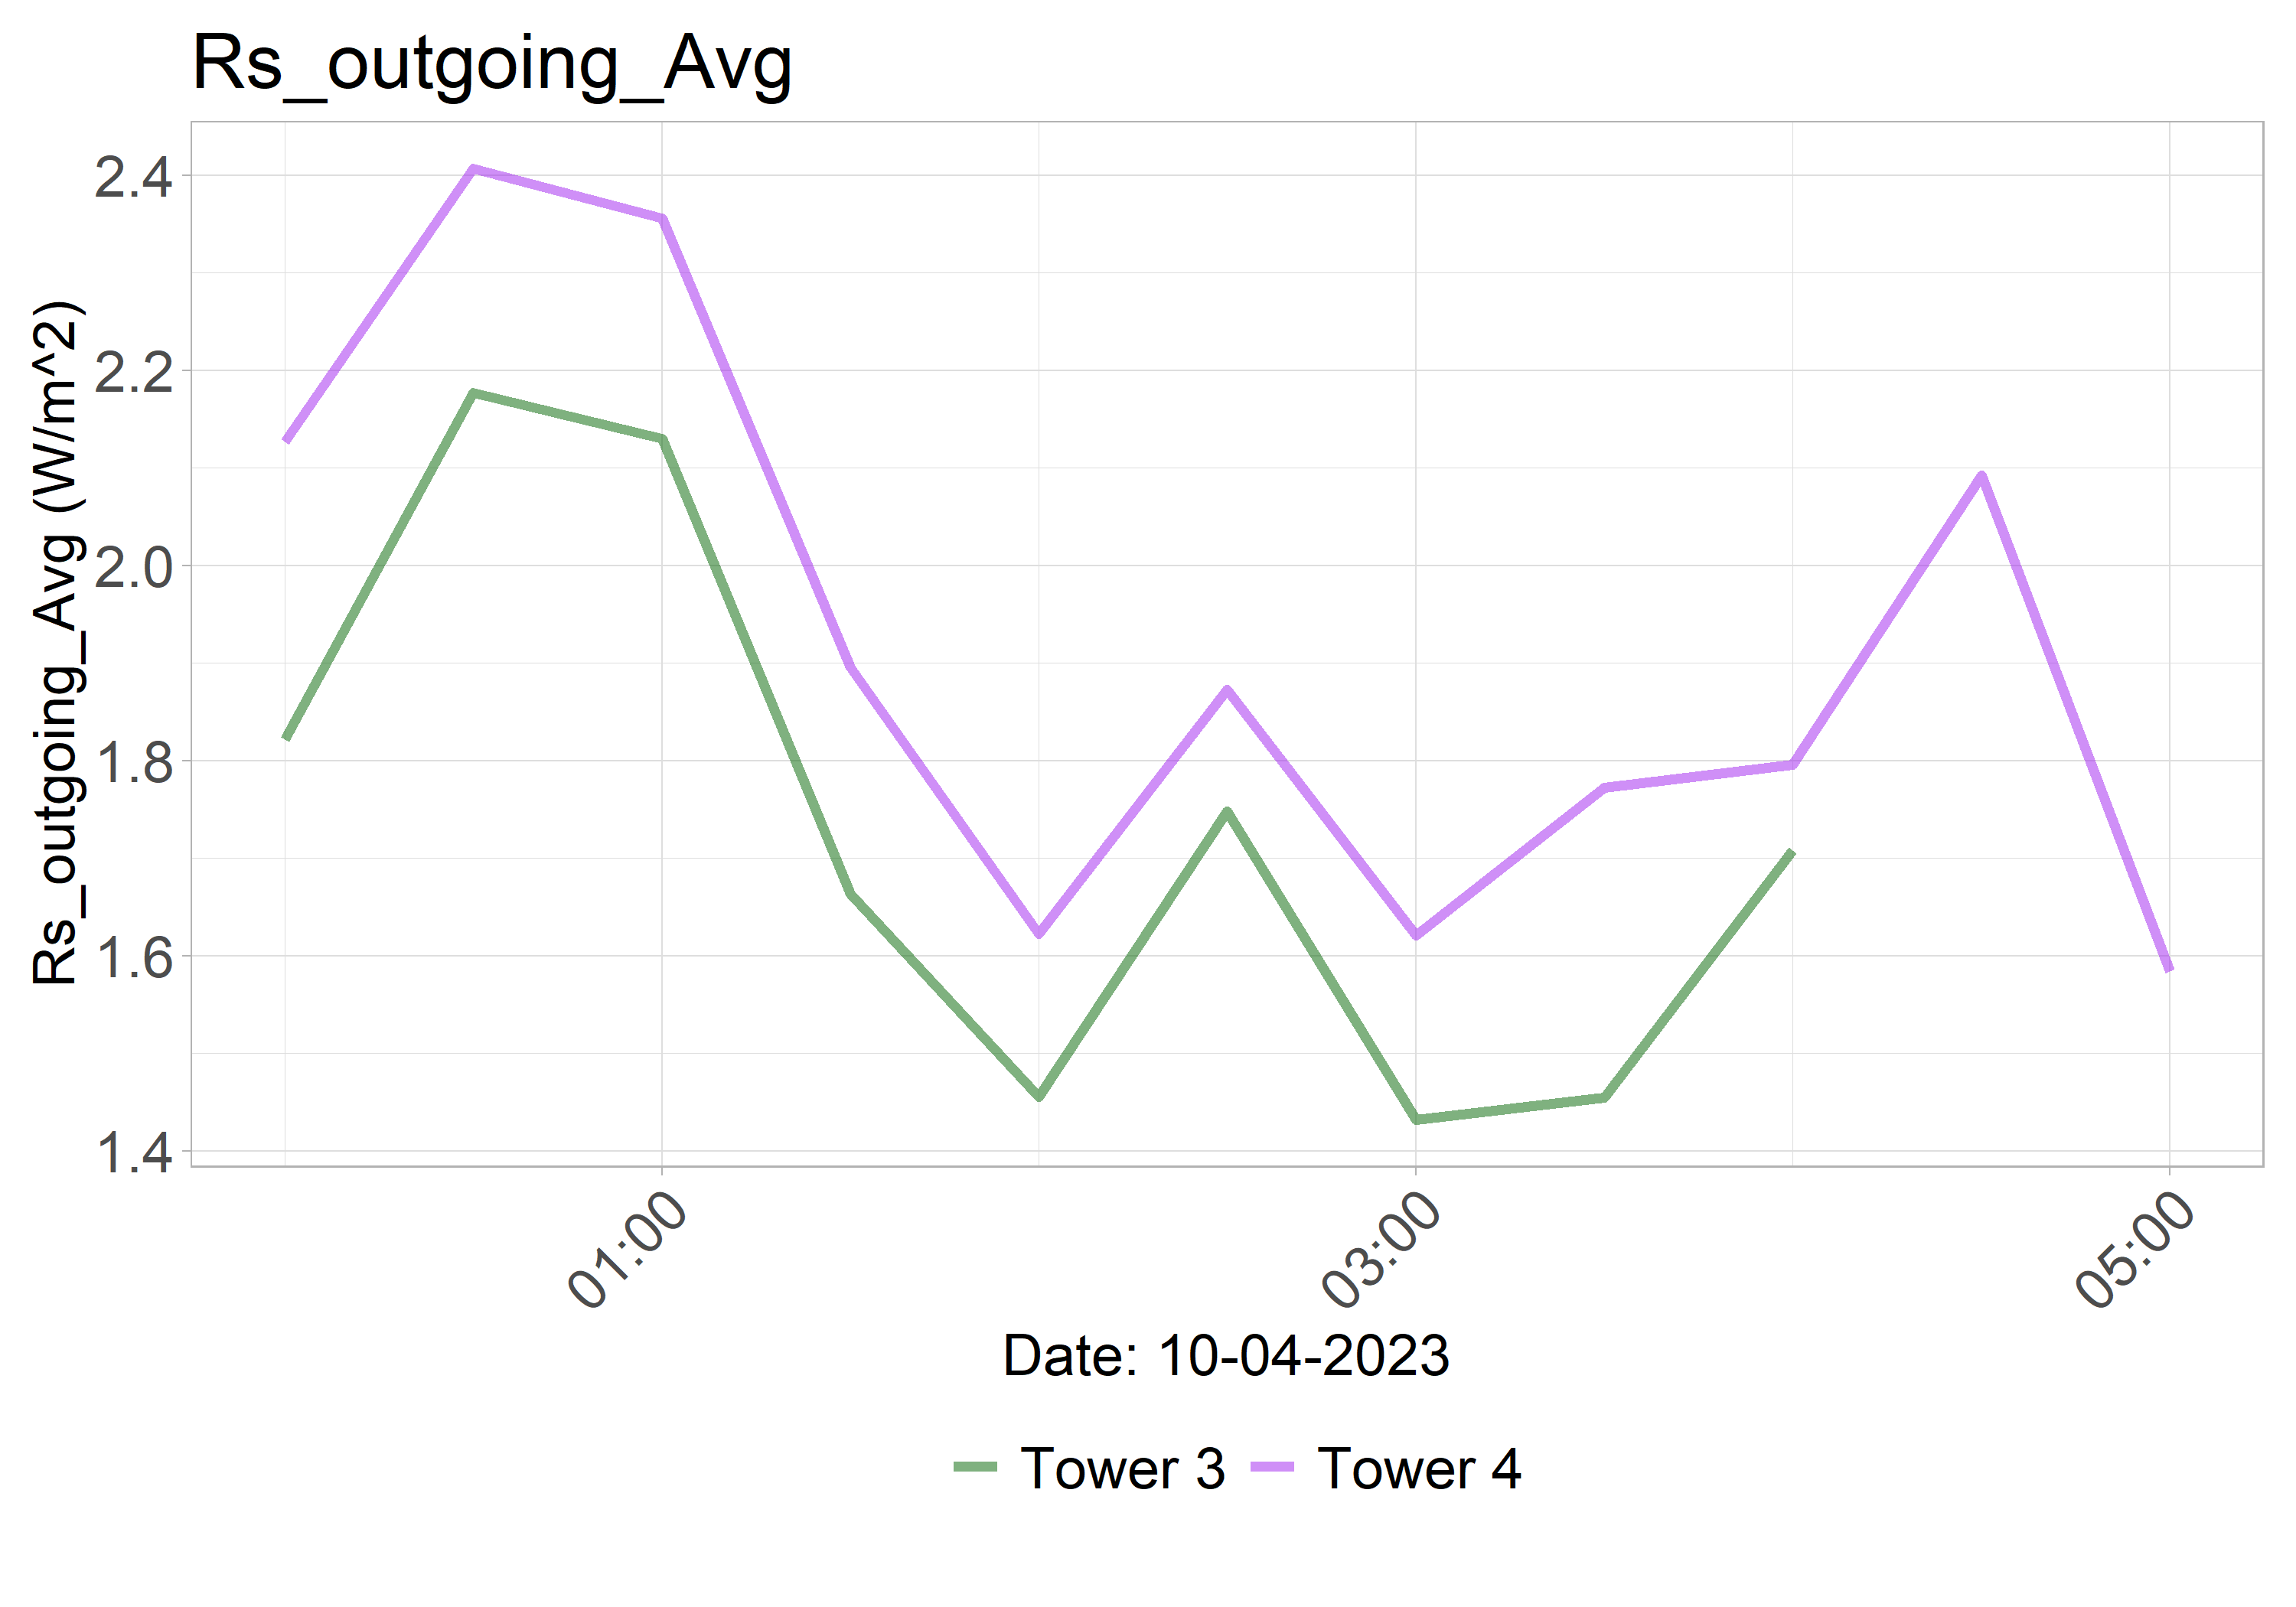 Rs_outgoing_Avg
Rs_outgoing_Avg (W/m^2)
2.4
2.2
2.0
1.8
1.6
1.4
01:00
03:00
05:00
Date: 10-04-2023
Tower 3
Tower 4